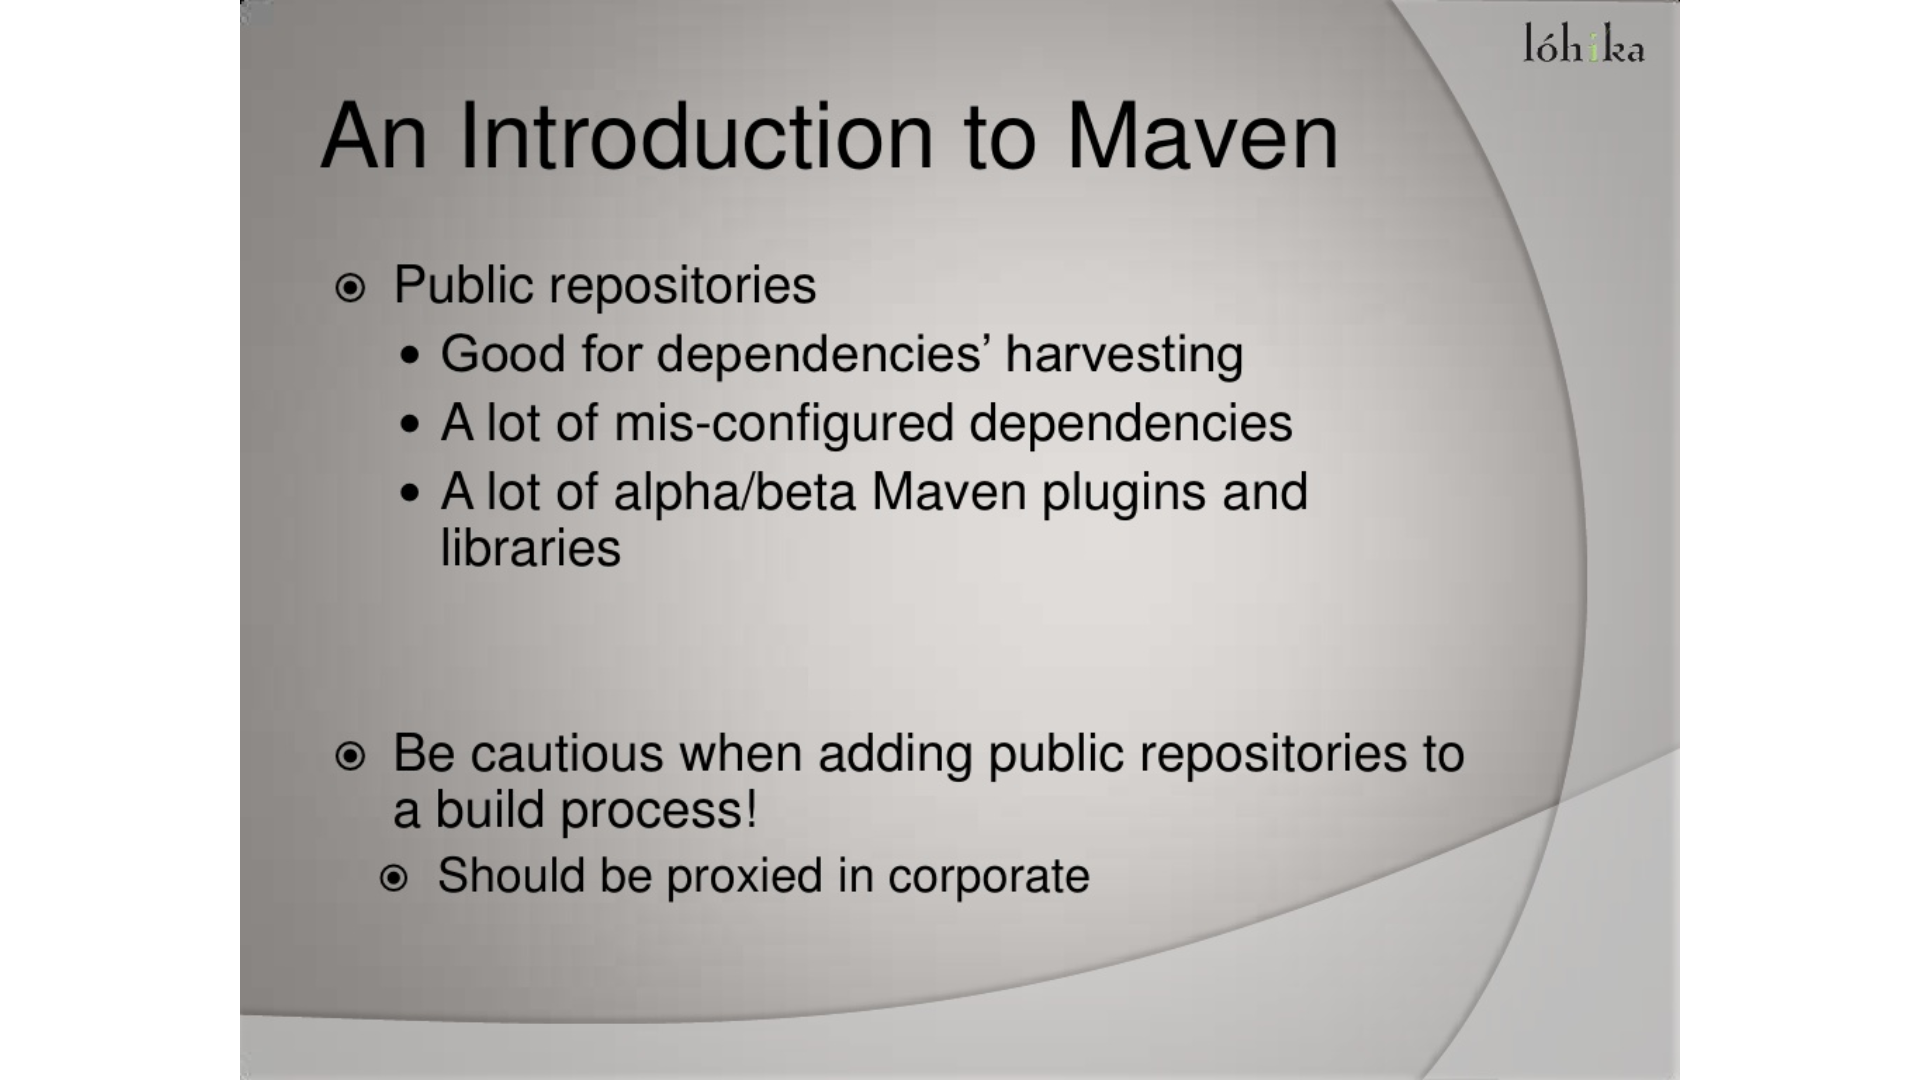 lóhika
An Introduction to Maven
Public repositories
Good for dependencies’ harvesting
A lot of mis-configured dependencies
A lot of alpha/beta Maven plugins and
libraries
Be cautious when adding public repositories to
a build process!
Should be proxied in corporate